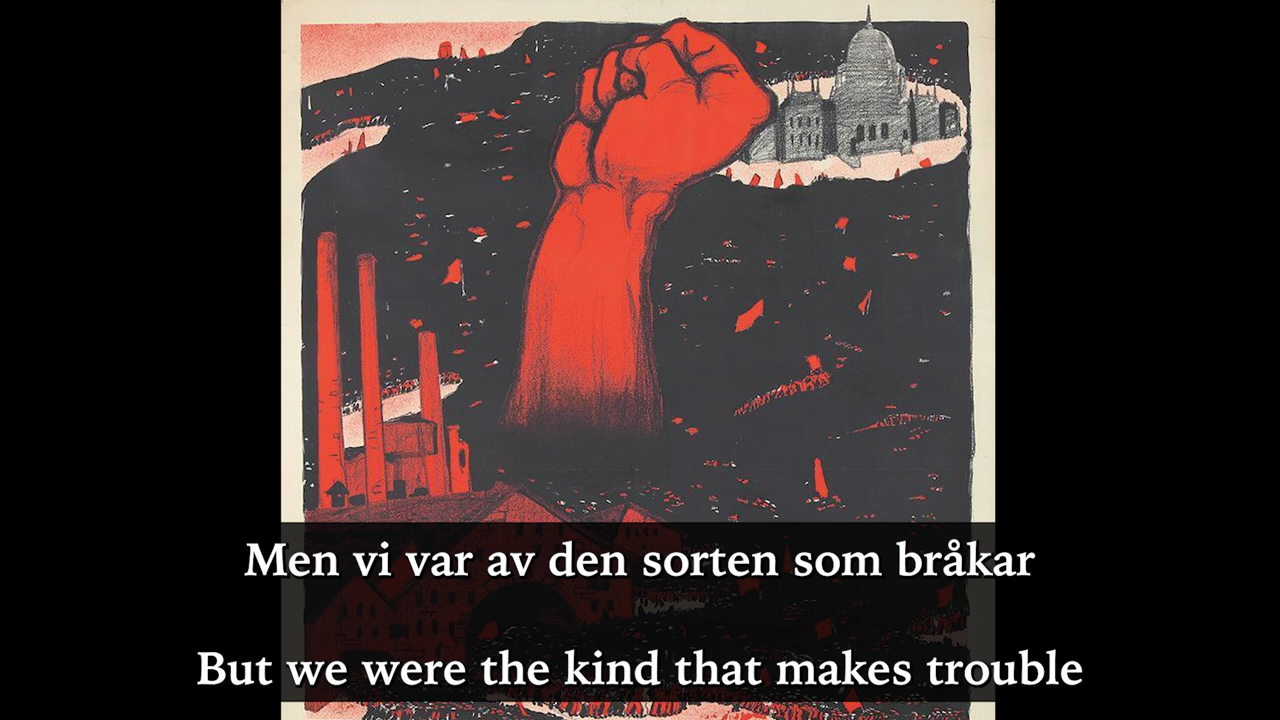 Men vi var av den sorten som bråkar
But we were the kind that makes trouble